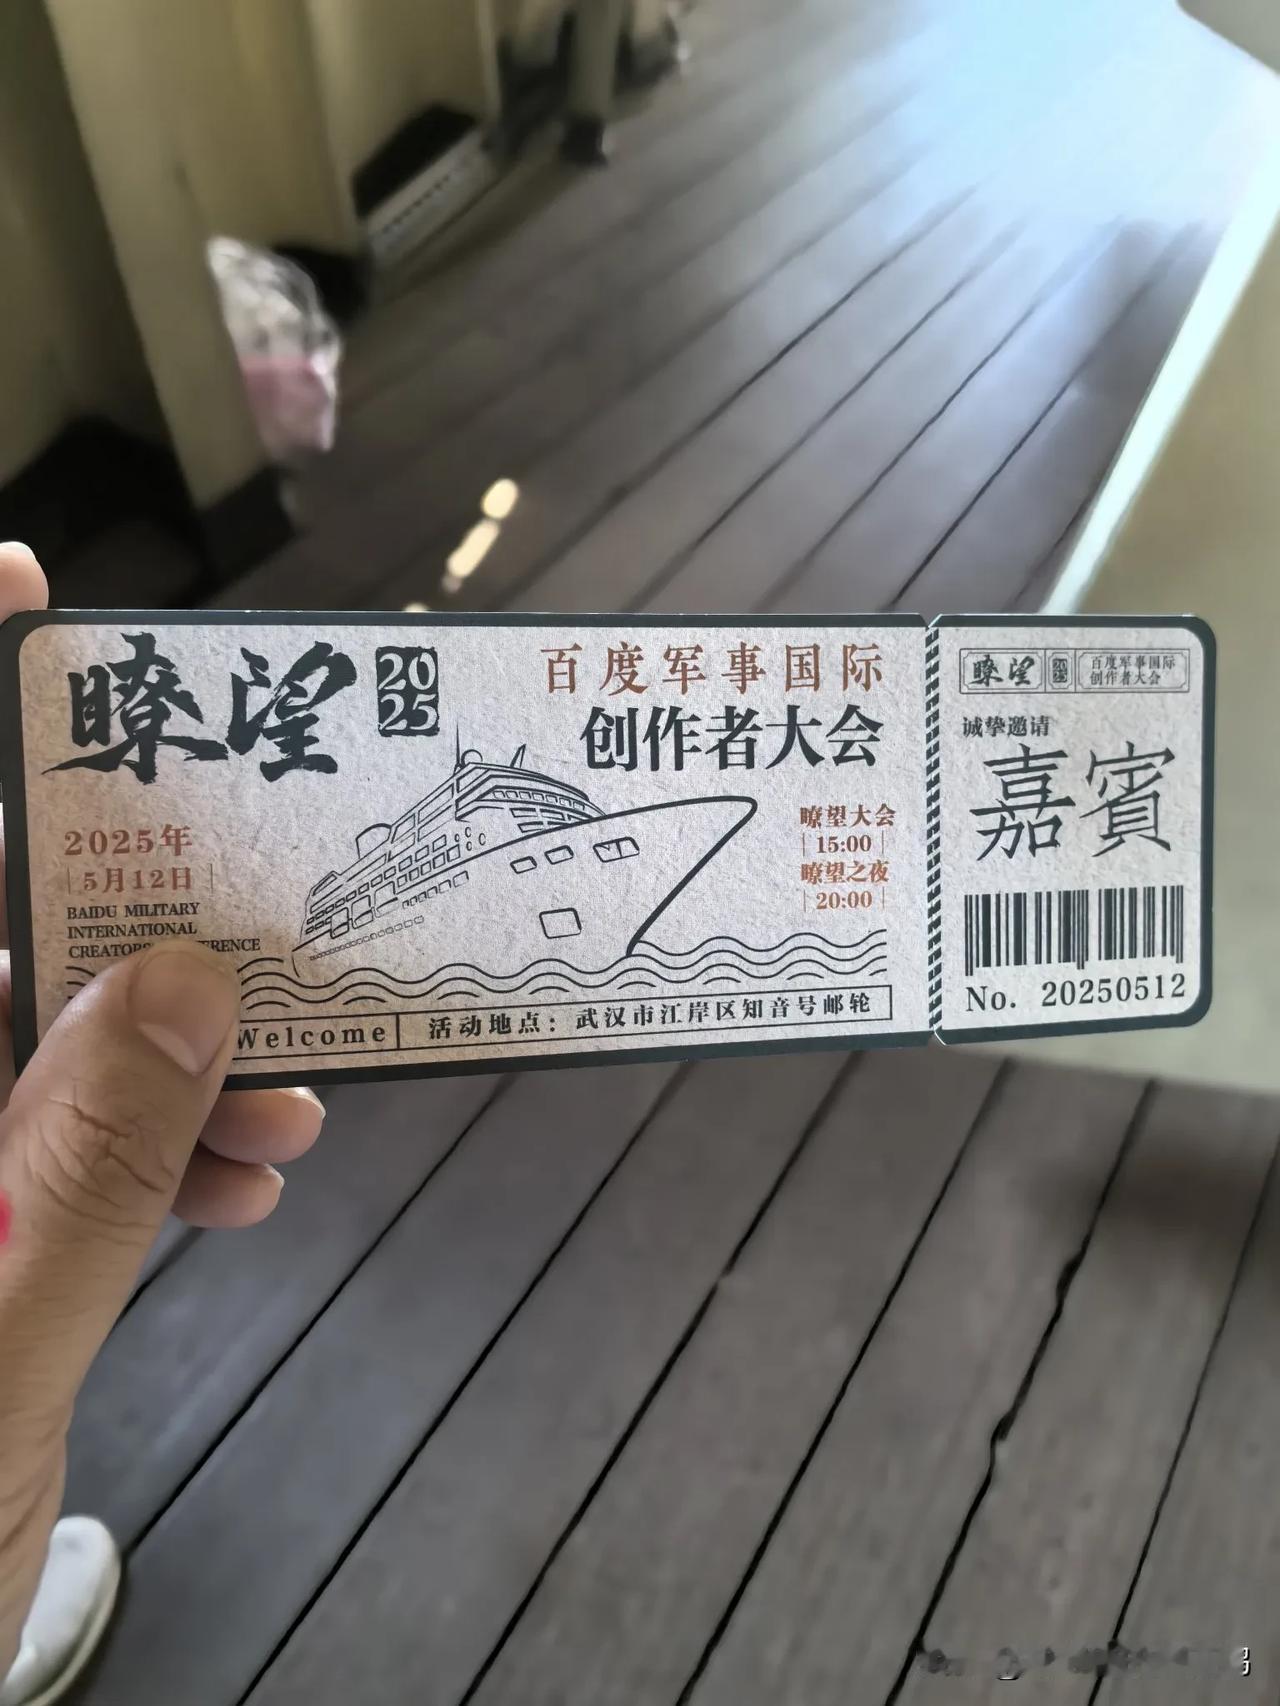 瞭望 2025
百度军事国际
创作者大会
2025年
5月12日
BAIDU MILITARY
INTERNATIONAL
瞭望大会
15:00
瞭望之夜
20:00
Welcome
活动地点：武汉市江岸区知音号邮轮
瞭望 2025 百度军事国际
创作者大会
诚挚邀请
嘉賓
No. 20250512